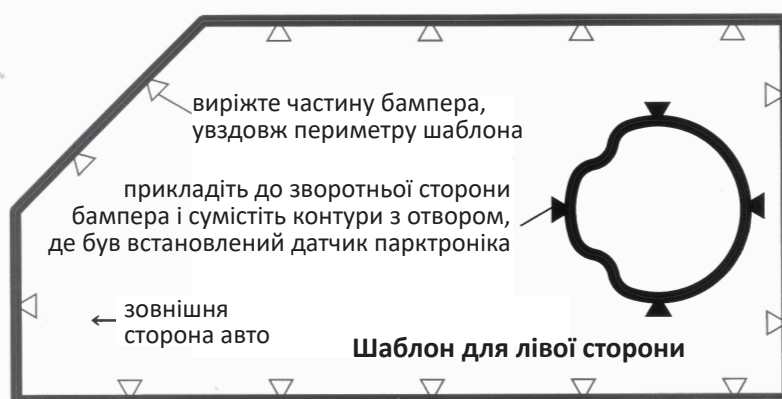 виріжте частину бампера,
увздовж периметру шаблона
прикладіть до зворотньої сторони
бампера і сумістіть контури з отвором,
де був встановлений датчик парктроніка
← зовнішня
сторона авто
Шаблон для лівої сторони